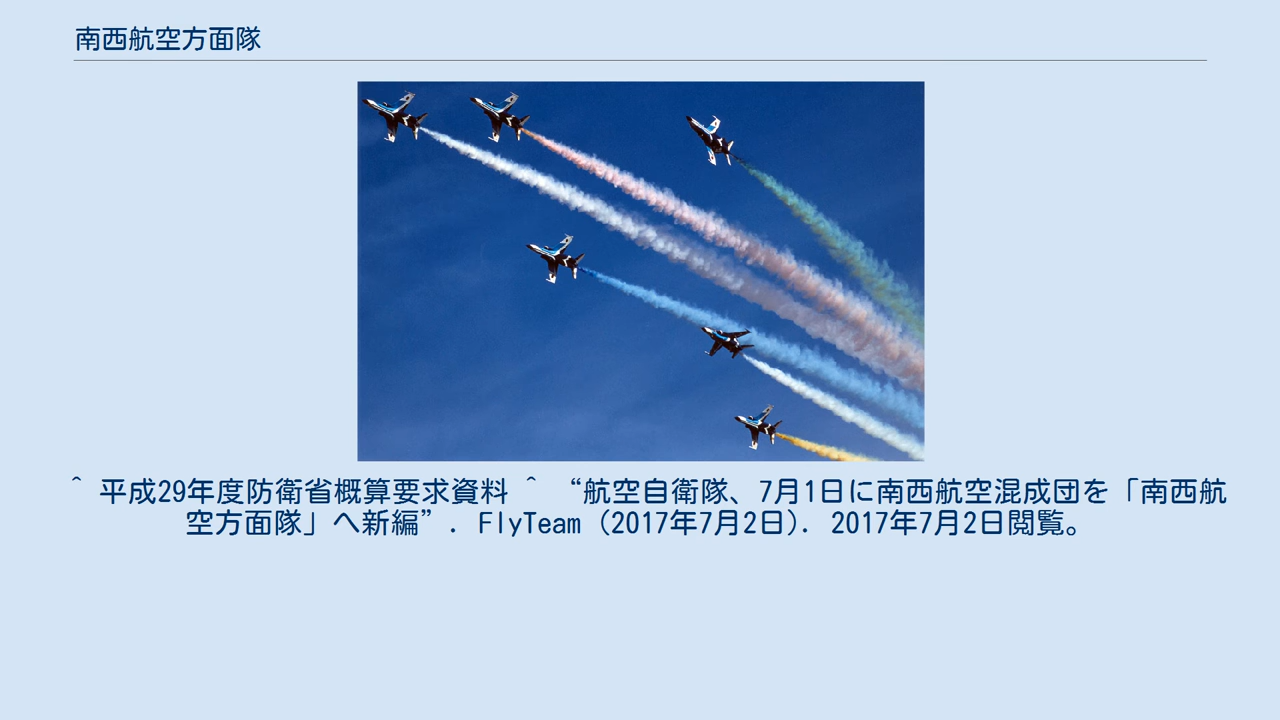 南西航空方面隊
^ 平成29年度防衛省概算要求資料 ^ “航空自衛隊、7月1日に南西航空混成団を「南西航
空方面隊」へ新編”. FlyTeam (2017年7月2日). 2017年7月2日閲覧。